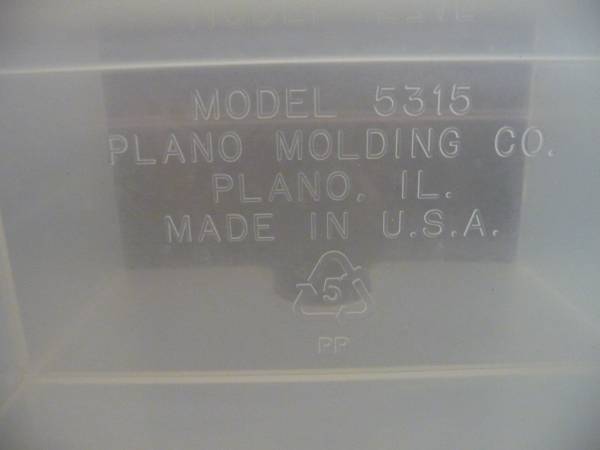 MODEL 5315
PLANO MOLDING CO.
PLANO, IL.
MADE IN U.S.A.
5
PP